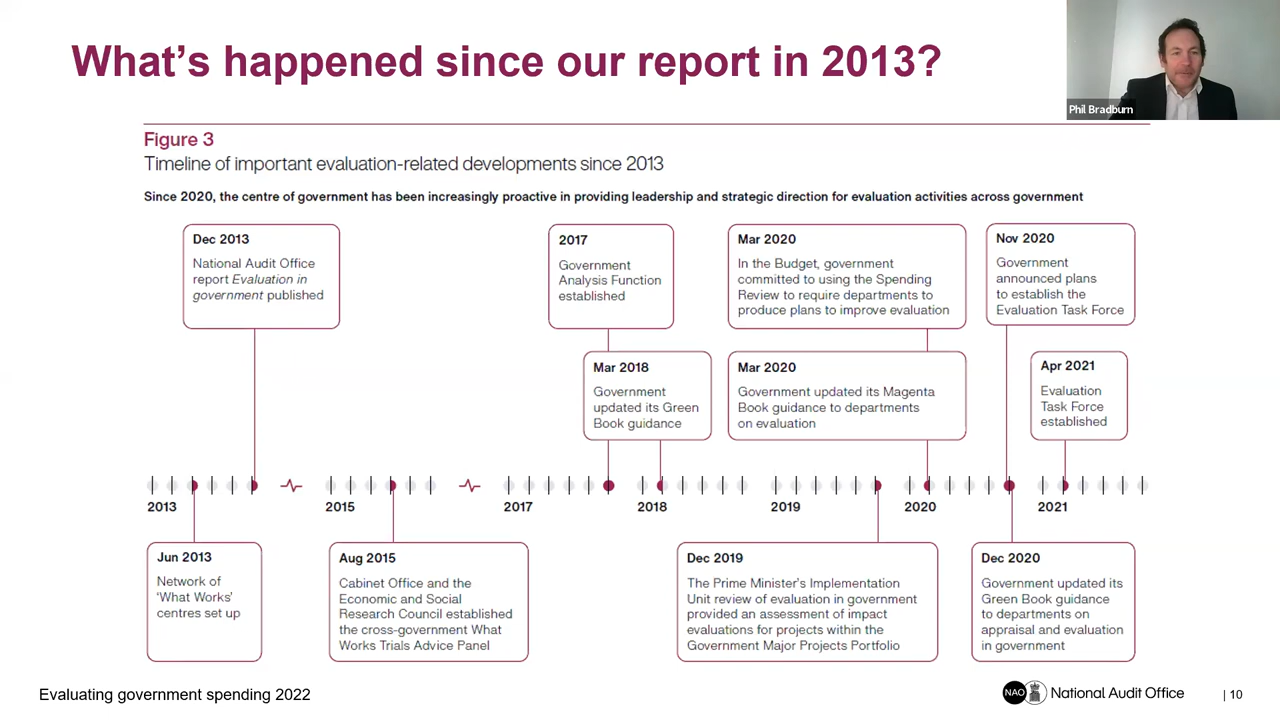 What's happened since our report in 2013?
Phil Bradburn
Figure 3
Timeline of important evaluation-related developments since 2013
Since 2020, the centre of government has been increasingly proactive in providing leadership and strategic direction for evaluation activities across government
Dec 2013
National Audit Office
report Evaluation in
government published
2017
Government
Analysis Function
established
Mar 2020
In the Budget, government
committed to using the Spending
Review to require departments to
produce plans to improve evaluation
Nov 2020
Government
announced plans
to establish the
Evaluation Task Force
Mar 2018
Government
updated its Green
Book guidance
Mar 2020
Government updated its Magenta
Book guidance to departments
on evaluation
Apr 2021
Evaluation
Task Force
established
2013
2015
2017
2018
2019
2020
2021
Jun 2013
Network of
‘What Works’
centres set up
Aug 2015
Cabinet Office and the
Economic and Social
Research Council established
the cross-government What
Works Trials Advice Panel
Dec 2019
The Prime Minister's Implementation
Unit review of evaluation in government
provided an assessment of impact
evaluations for projects within the
Government Major Projects Portfolio
Dec 2020
Government updated its
Green Book guidance
to departments on
appraisal and evaluation
in government
Evaluating government spending 2022
NAO
National Audit Office
| 10